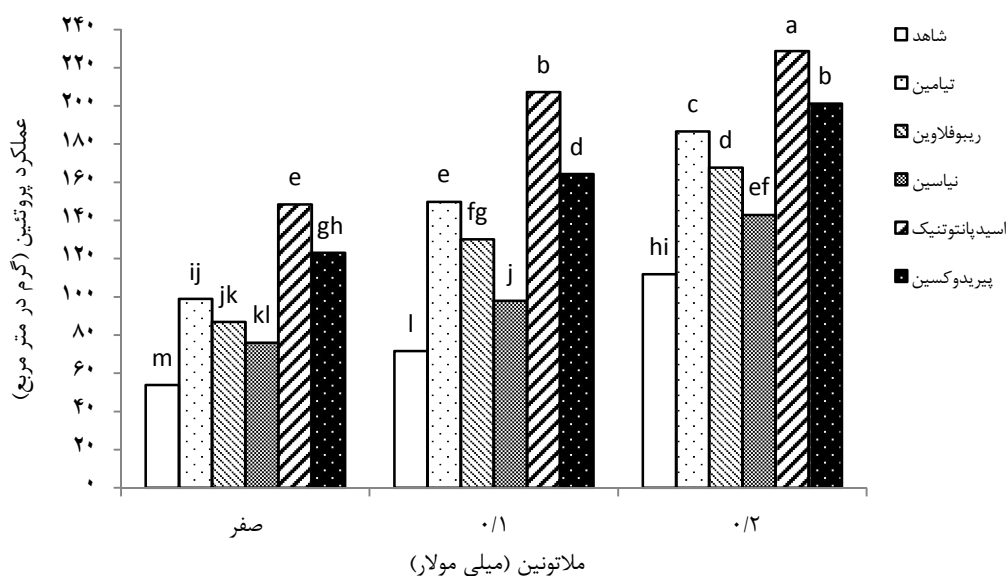 عملکرد پروتئین (گرم در متر مربع)
۲۴۰
۲۲۰
۲۰۰
۱۸۰
۱۶۰
۱۴۰
۱۲۰
۱۰۰
۸۰
۶۰
۴۰
۲۰
۰
m
ij
jk
kl
e
gh
l
e
fg
j
b
d
hi
c
d
ef
a
b
صفر
۰/۱
۰/۲
ملاتونین (میلی مولار)
شاهد
تیامین
ریبوفلاوین
نیاسین
اسیدپانتوتنیک
پیریدوکسین